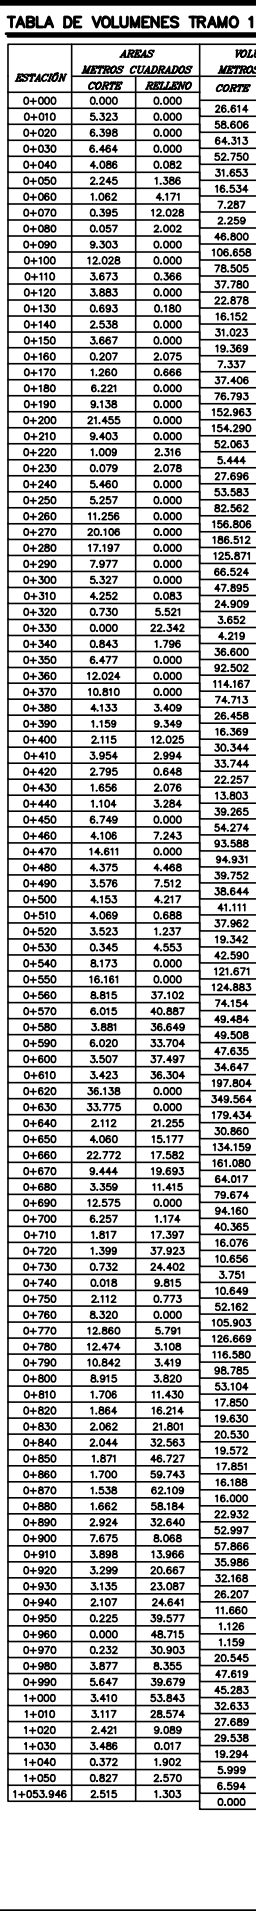 TABLA DE VOLUMENES TRAMO 1
ESTACIÓN AREAS VOLU
METROS CUADRADOS METROS
CORTE RELLENO CORTE
0+000 0.000 0.000
26.614
0+010 5.323 0.000
58.606
0+020 6.398 0.000
64.313
0+030 6.464 0.000
52.750
0+040 4.086 0.082
31.653
0+050 2.245 1.386
16.534
0+060 1.062 4.171
7.287
0+070 0.395 12.028
2.259
0+080 0.057 2.002
46.800
0+090 9.303 0.000
106.658
0+100 12.028 0.000
78.505
0+110 3.673 0.366
37.780
0+120 3.883 0.000
22.878
0+130 0.693 0.180
16.152
0+140 2.538 0.000
31.023
0+150 3.667 0.000
19.369
0+160 0.207 2.075
7.337
0+170 1.260 0.666
37.406
0+180 6.221 0.000
76.793
0+190 9.138 0.000
152.963
0+200 21.455 0.000
154.290
0+210 9.403 0.000
52.063
0+220 1.009 2.316
5.444
0+230 0.079 2.078
27.696
0+240 5.460 0.000
53.583
0+250 5.257 0.000
82.562
0+260 11.256 0.000
156.806
0+270 20.106 0.000
186.512
0+280 17.197 0.000
125.871
0+290 7.977 0.000
66.524
0+300 5.327 0.000
47.895
0+310 4.252 0.083
24.909
0+320 0.730 5.521
3.652
0+330 0.000 22.342
4.219
0+340 0.843 1.796
36.600
0+350 6.477 0.000
92.502
0+360 12.024 0.000
114.167
0+370 10.810 0.000
74.713
0+380 4.133 3.409
26.458
0+390 1.159 9.349
16.369
0+400 2.115 12.025
30.344
0+410 3.954 2.994
33.744
0+420 2.795 0.648
22.257
0+430 1.656 2.076
13.803
0+440 1.104 3.284
39.265
0+450 6.749 0.000
54.274
0+460 4.106 7.243
93.588
0+470 14.611 0.000
94.931
0+480 4.375 4.468
39.752
0+490 3.576 7.512
38.644
0+500 4.153 4.217
41.111
0+510 4.069 0.688
37.962
0+520 3.523 1.237
19.342
0+530 0.345 4.553
42.590
0+540 8.173 0.000
121.671
0+550 16.161 0.000
124.883
0+560 8.815 37.102
74.154
0+570 6.015 40.887
49.484
0+580 3.881 36.649
49.508
0+590 6.020 33.704
47.635
0+600 3.507 37.497
34.647
0+610 3.423 36.304
197.804
0+620 36.138 0.000
349.564
0+630 33.775 0.000
179.434
0+640 2.112 21.255
30.860
0+650 4.060 15.177
134.159
0+660 22.772 17.582
161.080
0+670 9.444 19.693
64.017
0+680 3.359 11.415
79.674
0+690 12.575 0.000
94.160
0+700 6.257 1.174
40.365
0+710 1.817 17.397
16.076
0+720 1.399 37.923
10.656
0+730 0.732 24.402
3.751
0+740 0.018 9.815
10.649
0+750 2.112 0.773
52.162
0+760 8.320 0.000
105.903
0+770 12.860 5.791
126.669
0+780 12.474 3.108
116.580
0+790 10.842 3.419
98.785
0+800 8.915 3.820
53.104
0+810 1.706 11.430
17.850
0+820 1.864 16.214
19.630
0+830 2.062 21.801
20.530
0+840 2.044 32.563
19.572
0+850 1.871 46.727
17.851
0+860 1.700 59.743
16.188
0+870 1.538 62.109
16.000
0+880 1.662 58.184
22.932
0+890 2.924 32.640
52.997
0+900 7.675 8.068
57.866
0+910 3.898 13.966
35.986
0+920 3.299 20.667
32.168
0+930 3.135 23.087
26.207
0+940 2.107 24.641
11.660
0+950 0.225 39.577
1.126
0+960 0.000 48.715
1.159
0+970 0.232 30.903
20.545
0+980 3.877 8.355
47.619
0+990 5.647 39.679
45.283
1+000 3.410 53.843
32.633
1+010 3.117 28.574
27.689
1+020 2.421 9.089
29.538
1+030 3.486 0.017
19.294
1+040 0.372 1.902
5.999
1+050 0.827 2.570
6.594
1+053.946 2.515 1.303
0.000